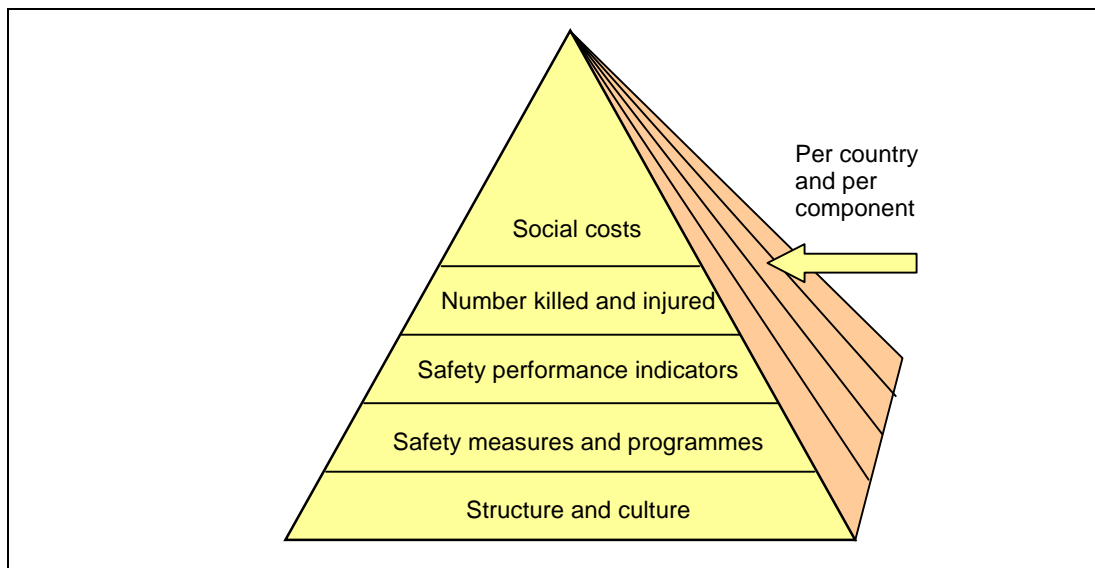 Per country
and per
component
Social costs
Number killed and injured
Safety performance indicators
Safety measures and programmes
Structure and culture